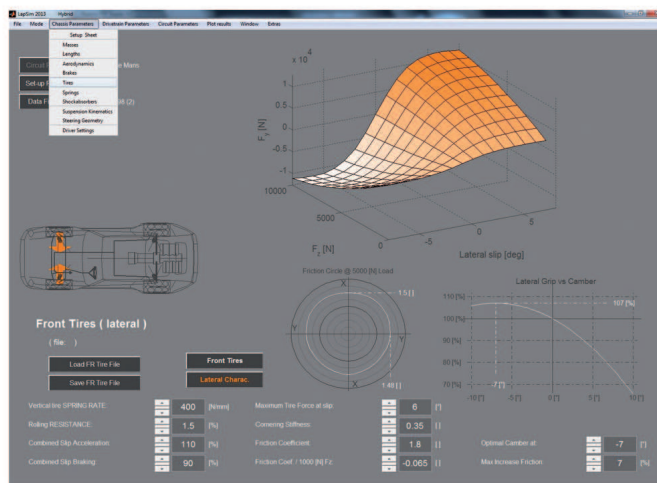 LapSim 2013 Hybrid
File Mode Chassis Parameters Drivetrain Parameters Circuit Parameters Plot results Window Extras
Setup Sheet
Masses
Lengths
Aerodynamics
Brakes
Tires
Springs
Shockabsorbers
Suspension Kinematics
Steering Geometry
Driver Settings
Circuit
Set-up
Data Fi
(2)
x 10
4
1
0.5
0
-0.5
-1
F y [N]
10000
5000
0
F z [N]
-5
0
5
Lateral slip [deg]
Friction Circle @ 5000 [N] Load
X
Y
Y
X
1.5 [ ]
1.48 [ ]
Lateral Grip vs Camber
110 [%]
100 [%]
90 [%]
80 [%]
70 [%]
107 [%]
-7 [°]
-10 [°] -5 [°] 0 [°] 5 [°] 10 [°]
Front Tires ( lateral )
( file: )
Load FR Tire File
Save FR Tire File
Front Tires
Lateral Charac.
Vertical tire SPRING RATE: 400 [N/mm]
Rolling RESISTANCE: 1.5 [%]
Combined Slip Acceleration: 110 [%]
Combined Slip Braking: 90 [%]
Maximum Tire Force at slip: 6 [°]
Cornering Stiffness: 0.35 [ ]
Friction Coefficient: 1.8 [ ]
Friction Coef. / 1000 [N] Fz: -0.065 [ ]
Optimal Camber at: -7 [°]
Max Increase Friction: 7 [%]